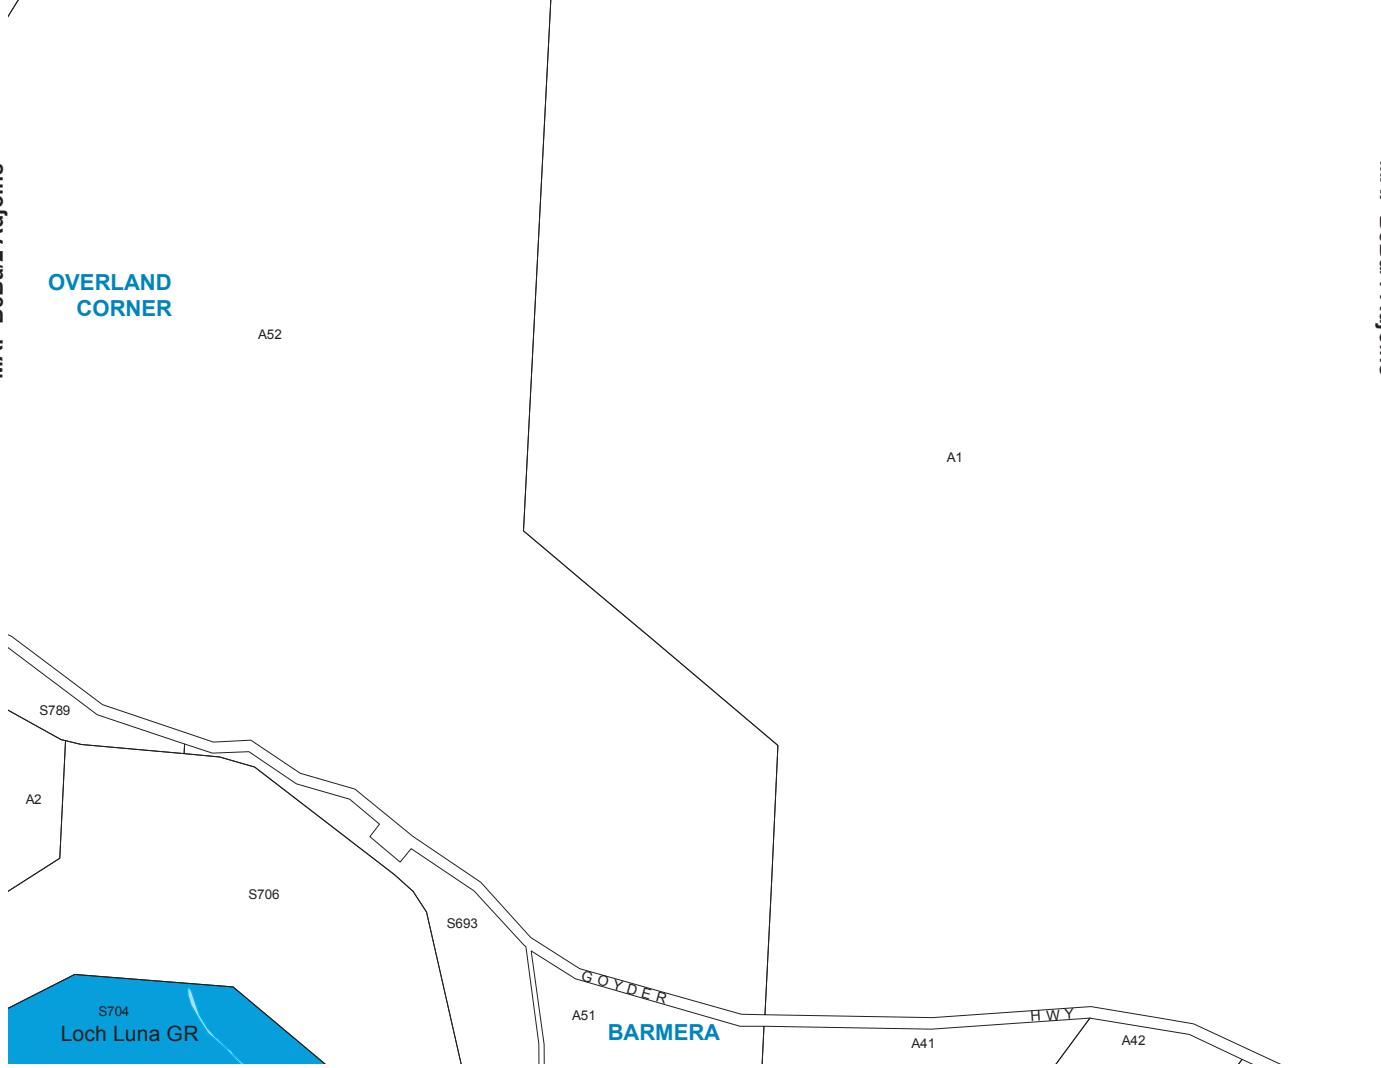 OVERLAND
CORNER
A52
A1
S789
A2
S706
S693
GOYDER HWY
S704
Loch Luna GR
A51
BARMERA
A41
A42